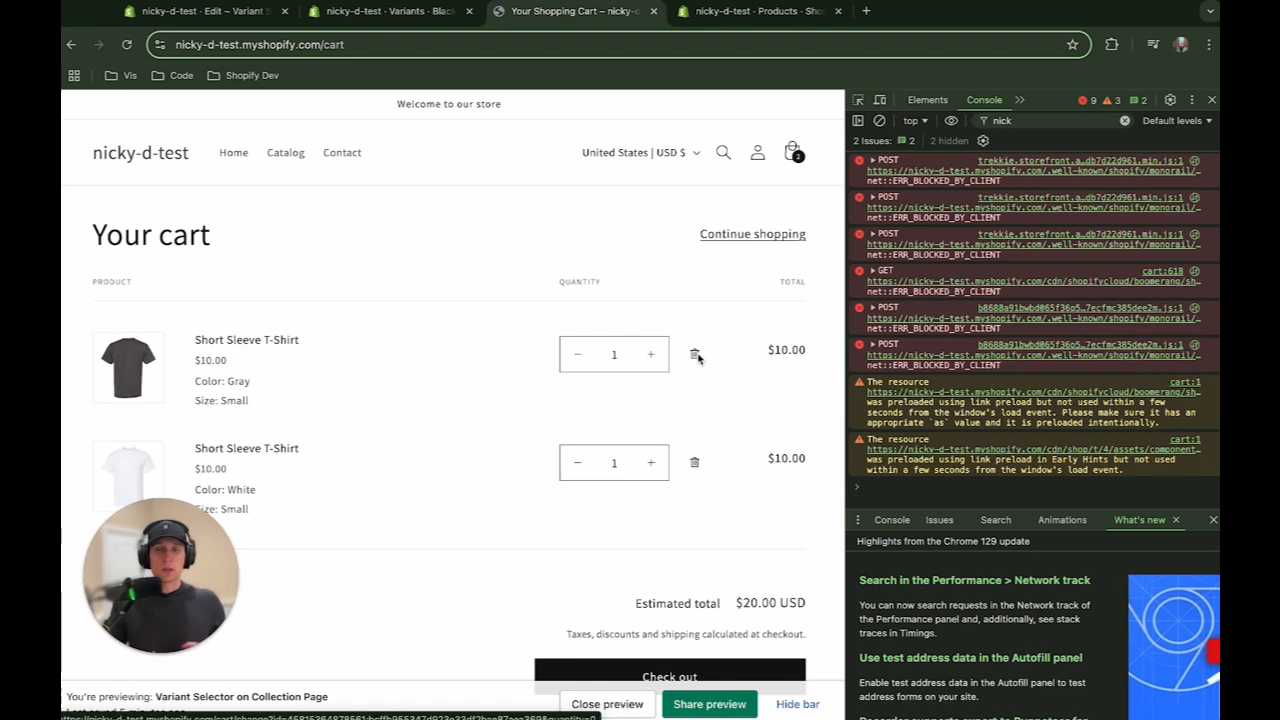 nicky-d-test · Edit ~ Variant S
nicky-d-test · Variants · Blac
Your Shopping Cart – nicky-d
nicky-d-test · Products · Sho
nicky-d-test.myshopify.com/cart
Vis
Code
Shopify Dev
Welcome to our store
nicky-d-test
Home
Catalog
Contact
United States | USD $
2
Your cart
Continue shopping
PRODUCT
QUANTITY
TOTAL
Short Sleeve T-Shirt
$10.00
Color: Gray
Size: Small
− 1 +
$10.00
Short Sleeve T-Shirt
$10.00
Color: White
Size: Small
− 1 +
$10.00
Estimated total $20.00 USD
Taxes, discounts and shipping calculated at checkout.
Check out
You're previewing: Variant Selector on Collection Page
Close preview
Share preview
Hide bar
Elements
Console
9
3
2
top
nick
Default levels
2 Issues: 2
2 hidden
POST trekkie.storefront.a…db7d22d961.min.js:1
https://nicky-d-test.myshopify.com/.well-known/shopify/monorail/…
net::ERR_BLOCKED_BY_CLIENT
POST trekkie.storefront.a…db7d22d961.min.js:1
https://nicky-d-test.myshopify.com/.well-known/shopify/monorail/…
net::ERR_BLOCKED_BY_CLIENT
POST trekkie.storefront.a…db7d22d961.min.js:1
https://nicky-d-test.myshopify.com/.well-known/shopify/monorail/…
net::ERR_BLOCKED_BY_CLIENT
GET cart:618
https://nicky-d-test.myshopify.com/cdn/shopifycloud/boomerang/sh…
net::ERR_BLOCKED_BY_CLIENT
POST
https://nicky-d-test.myshopify.com/.well-known/shopify/monorail/…
net::ERR_BLOCKED_BY_CLIENT
POST
https://nicky-d-test.myshopify.com/.well-known/shopify/monorail/…
net::ERR_BLOCKED_BY_CLIENT
The resource cart:1
https://nicky-d-test.myshopify.com/cdn/shopifycloud/boomerang/sh…
was preloaded using link preload but not used within a few
seconds from the window's load event. Please make sure it has an
appropriate `as` value and it is preloaded intentionally.
The resource cart:1
https://nicky-d-test.myshopify.com/cdn/shop/t/4/assets/component…
was preloaded using link preload in Early Hints but not used
within a few seconds from the window's load event.
Console
Issues
Search
Animations
What's new
Highlights from the Chrome 129 update
Search in the Performance > Network track
You can now search requests in the Network track of
the Performance panel and, additionally, see stack
traces in Timings.
Use test address data in the Autofill panel
Enable test address data in the Autofill panel to test
address forms on your site.